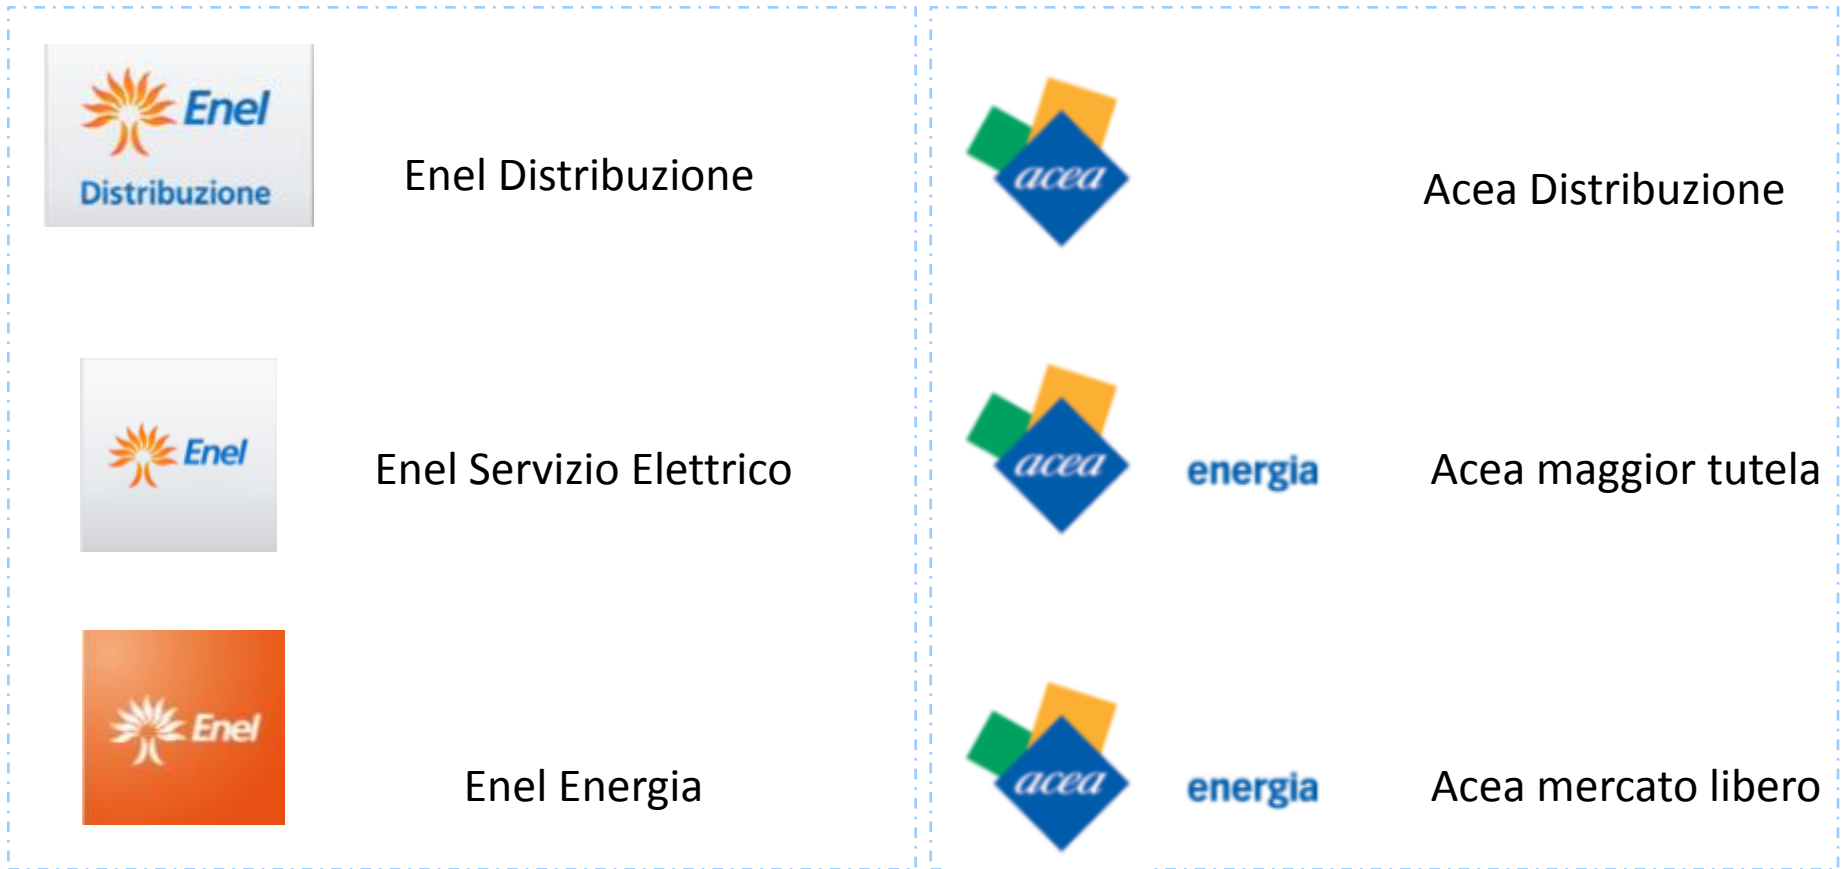 Enel
Distribuzione
Enel Distribuzione
Enel
Enel Servizio Elettrico
Enel
Enel Energia
acea
Acea Distribuzione
acea energia
Acea maggior tutela
acea energia
Acea mercato libero